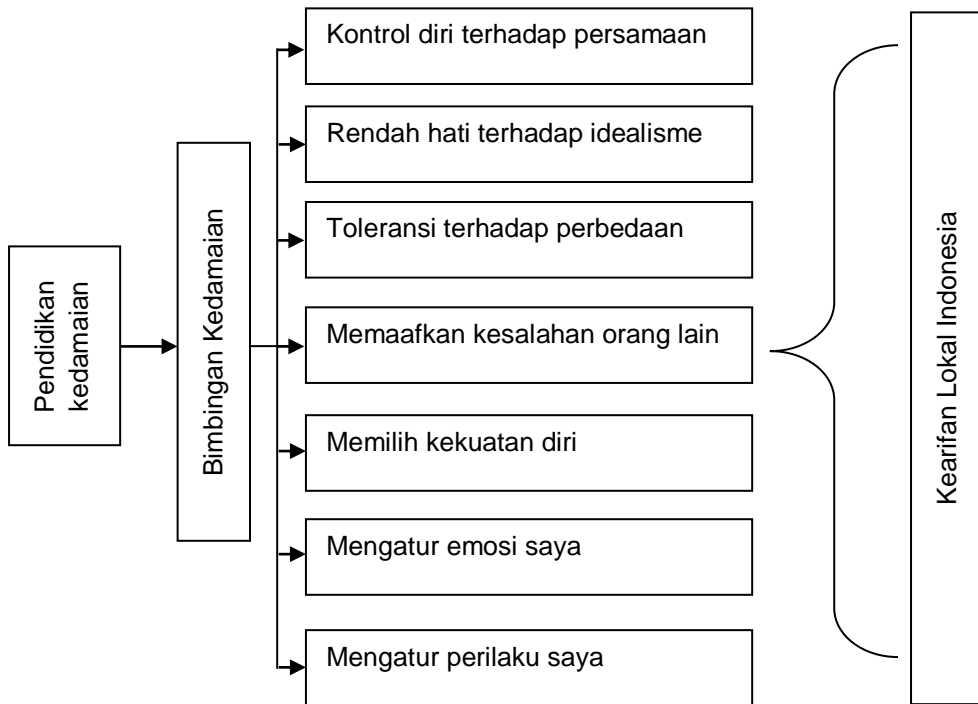 Pendidikan
kedamaian
Bimbingan Kedamaian
Kontrol diri terhadap persamaan
Rendah hati terhadap idealisme
Toleransi terhadap perbedaan
Memaafkan kesalahan orang lain
Memilih kekuatan diri
Mengatur emosi saya
Mengatur perilaku saya
Kearifan Lokal Indonesia